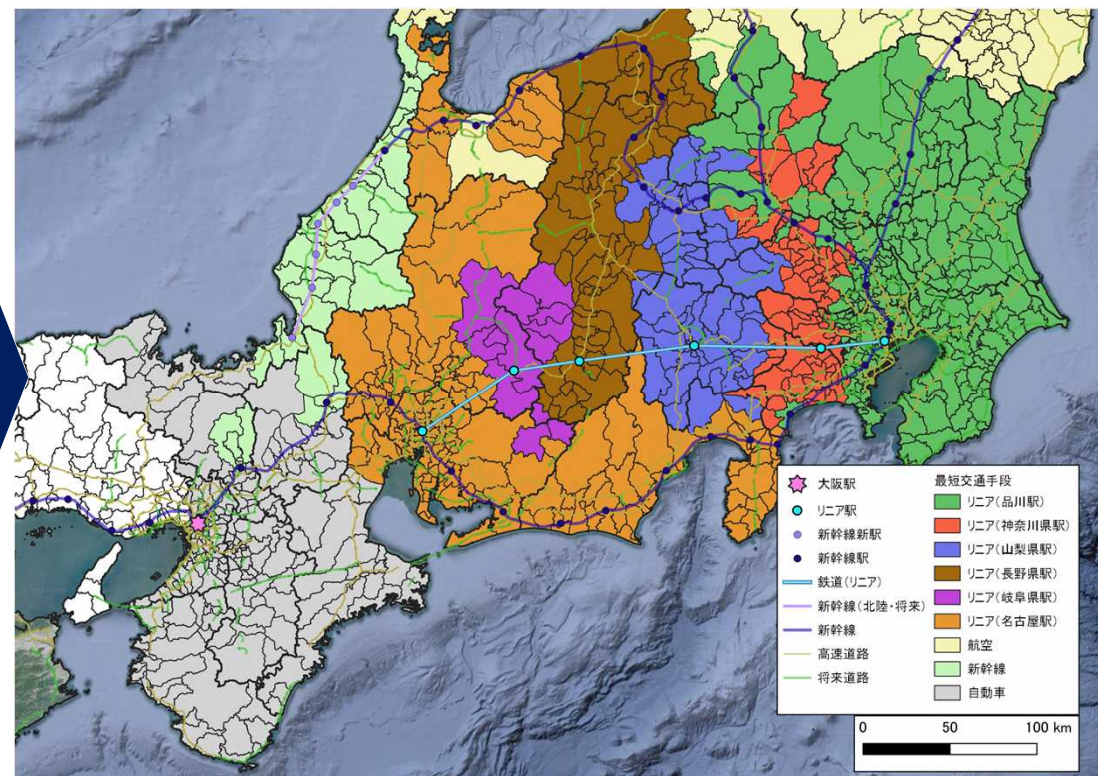 大阪駅
リニア駅
新幹線新駅
新幹線駅
鉄道(リニア)
新幹線(北陸・将来)
新幹線
高速道路
将来道路
最短交通手段
リニア(品川駅)
リニア(神奈川県駅)
リニア(山梨県駅)
リニア(長野県駅)
リニア(岐阜県駅)
リニア(名古屋駅)
航空
新幹線
自動車
0 50 100 km